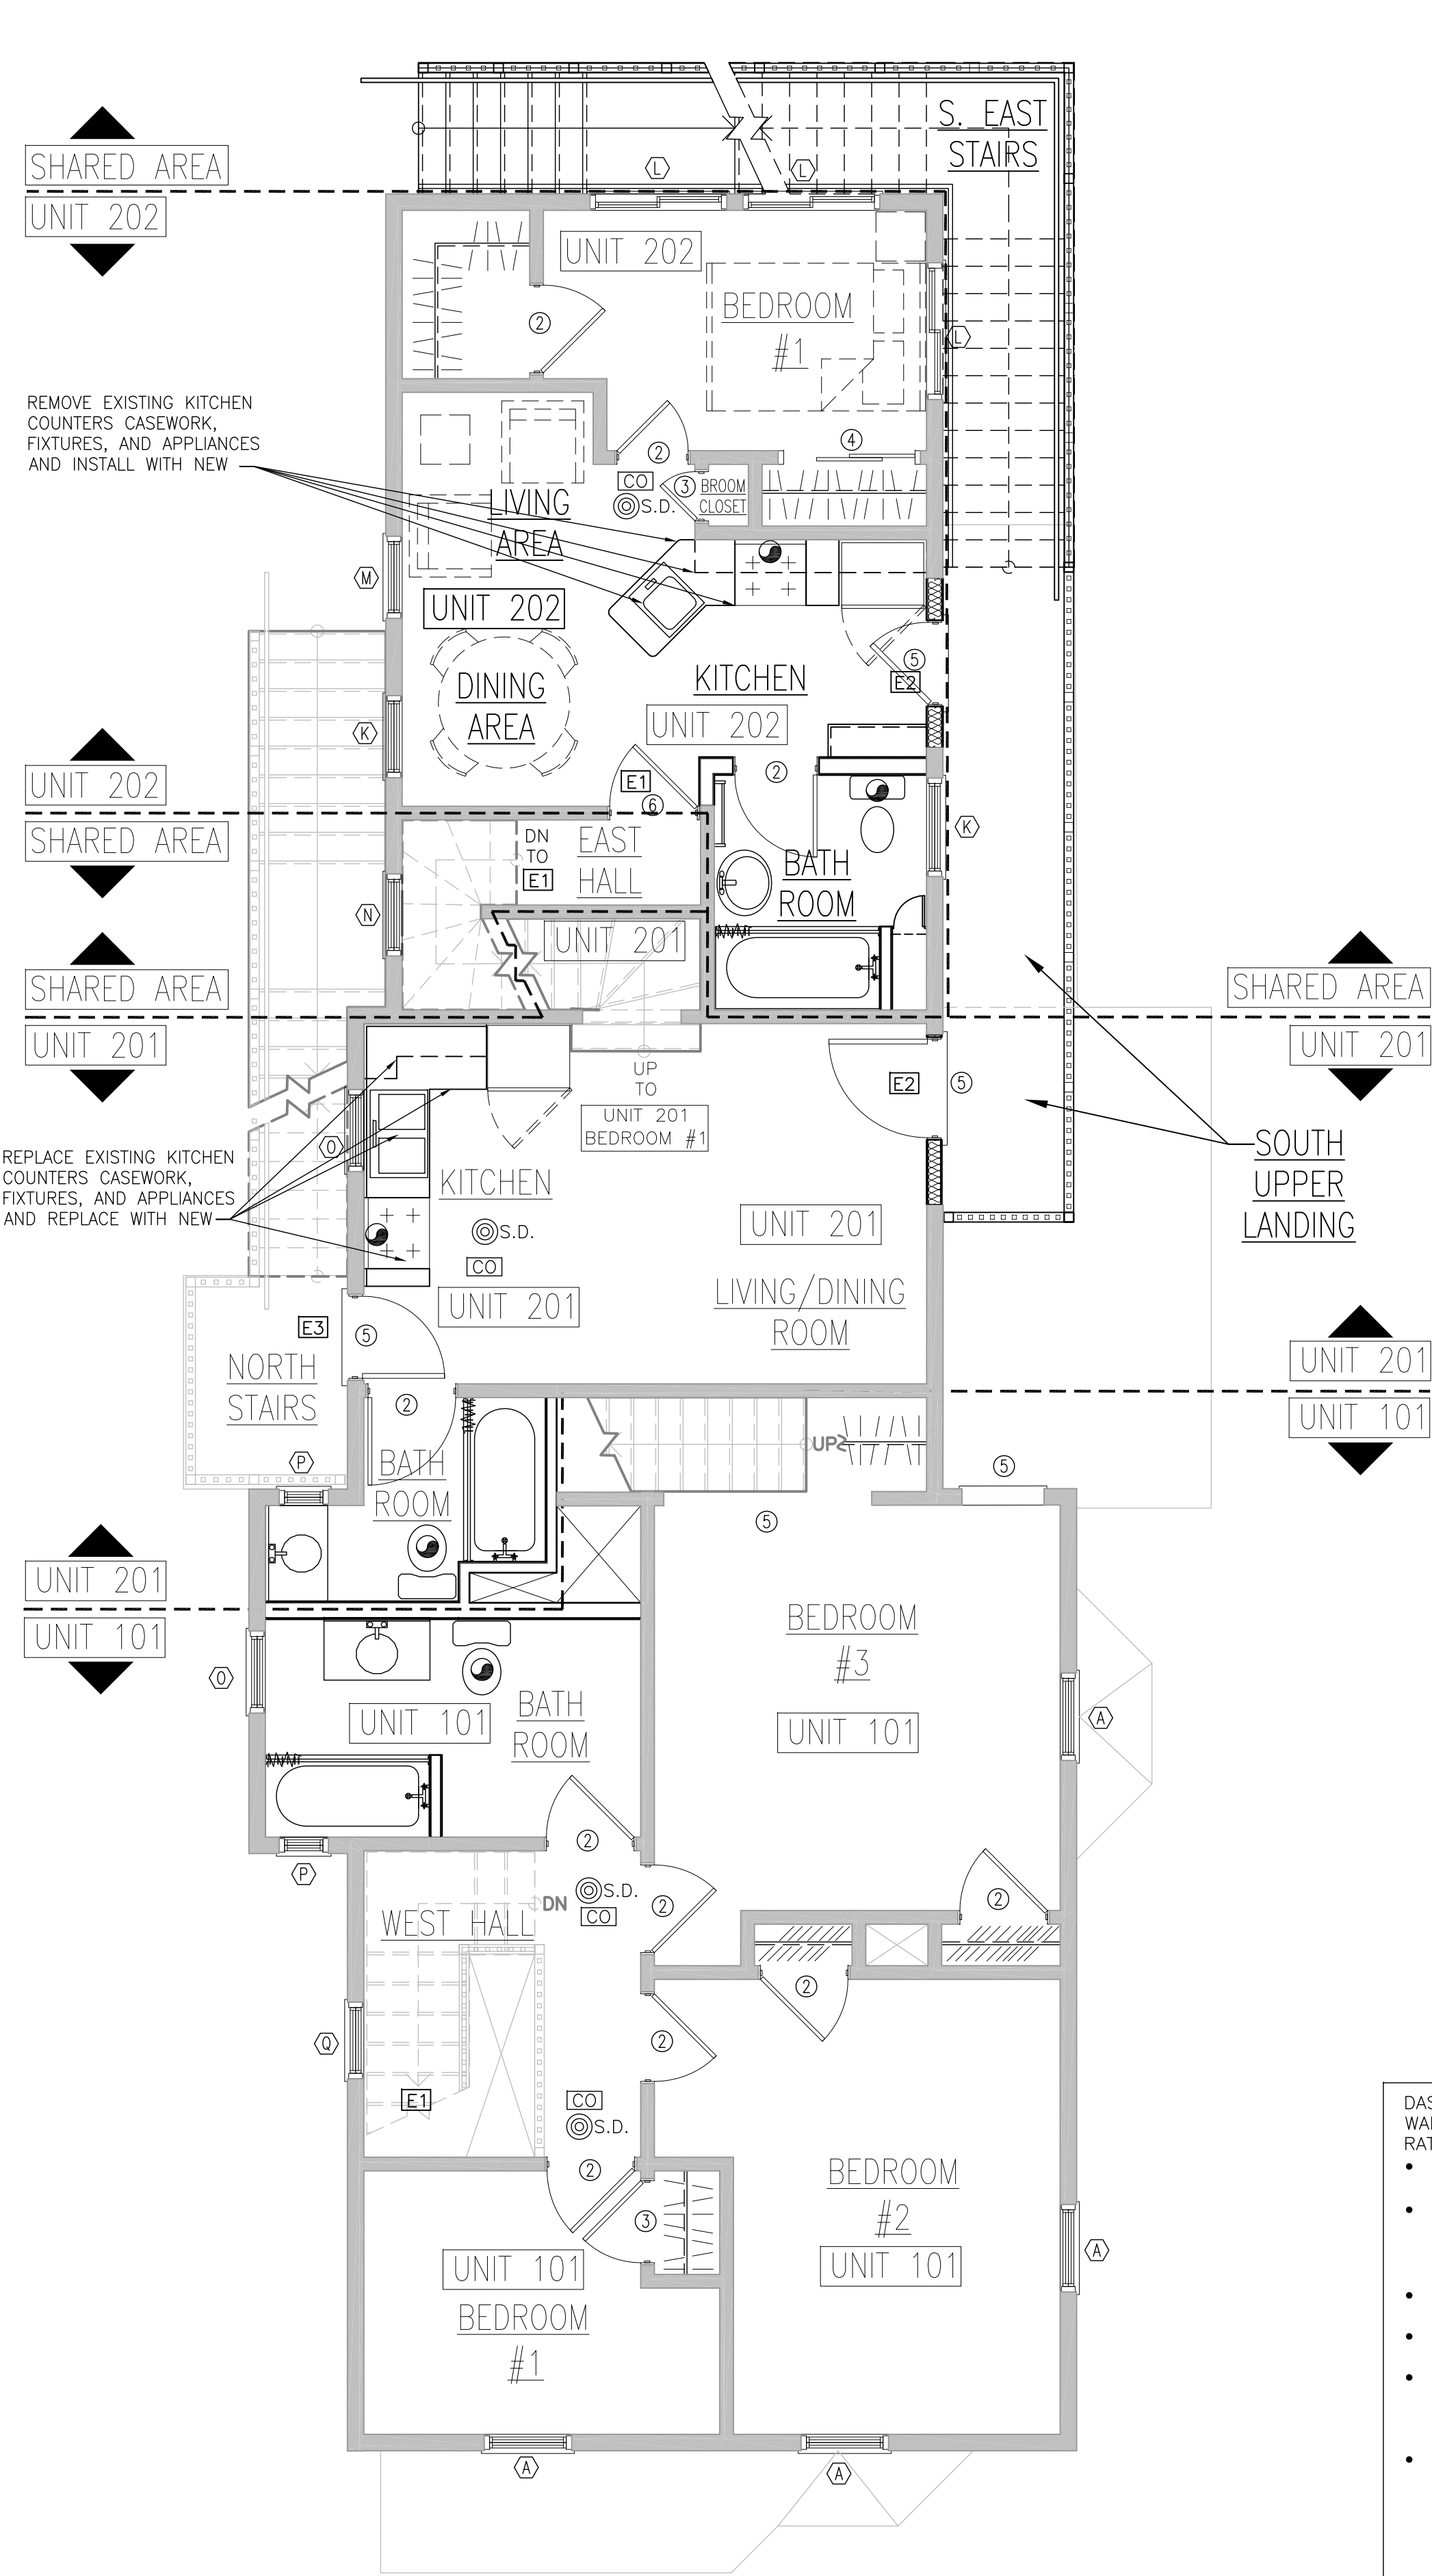 S. EAST
STAIRS
SHARED AREA
UNIT 202
L
L
UNIT 202
BEDROOM
#1
2
L
REMOVE EXISTING KITCHEN
COUNTERS CASEWORK,
FIXTURES, AND APPLIANCES
AND INSTALL WITH NEW
4
2
CO
S.D.
3
BROOM
CLOSET
LIVING
AREA
M
UNIT 202
5
E2
KITCHEN
DINING
AREA
UNIT 202
K
2
UNIT 202
E1
6
SHARED AREA
K
DN
TO
E1
EAST
HALL
BATH
ROOM
N
UNIT 201
SHARED AREA
UNIT 201
SHARED AREA
UNIT 201
UP
TO
UNIT 201
BEDROOM #1
E2
5
O
REPLACE EXISTING KITCHEN
COUNTERS CASEWORK,
FIXTURES, AND APPLIANCES
AND REPLACE WITH NEW
KITCHEN
SOUTH
UPPER
LANDING
S.D.
CO
UNIT 201
UNIT 201
LIVING/DINING
ROOM
E3
5
NORTH
STAIRS
UNIT 201
UNIT 101
2
UP
P
BATH
ROOM
5
5
UNIT 201
UNIT 101
BEDROOM
#3
O
UNIT 101
BATH
ROOM
UNIT 101
A
2
P
S.D.
CO
DN
2
2
WEST HALL
2
Q
2
E1
CO
S.D.
2
3
BEDROOM
#2
UNIT 101
A
UNIT 101
BEDROOM
#1
A
A